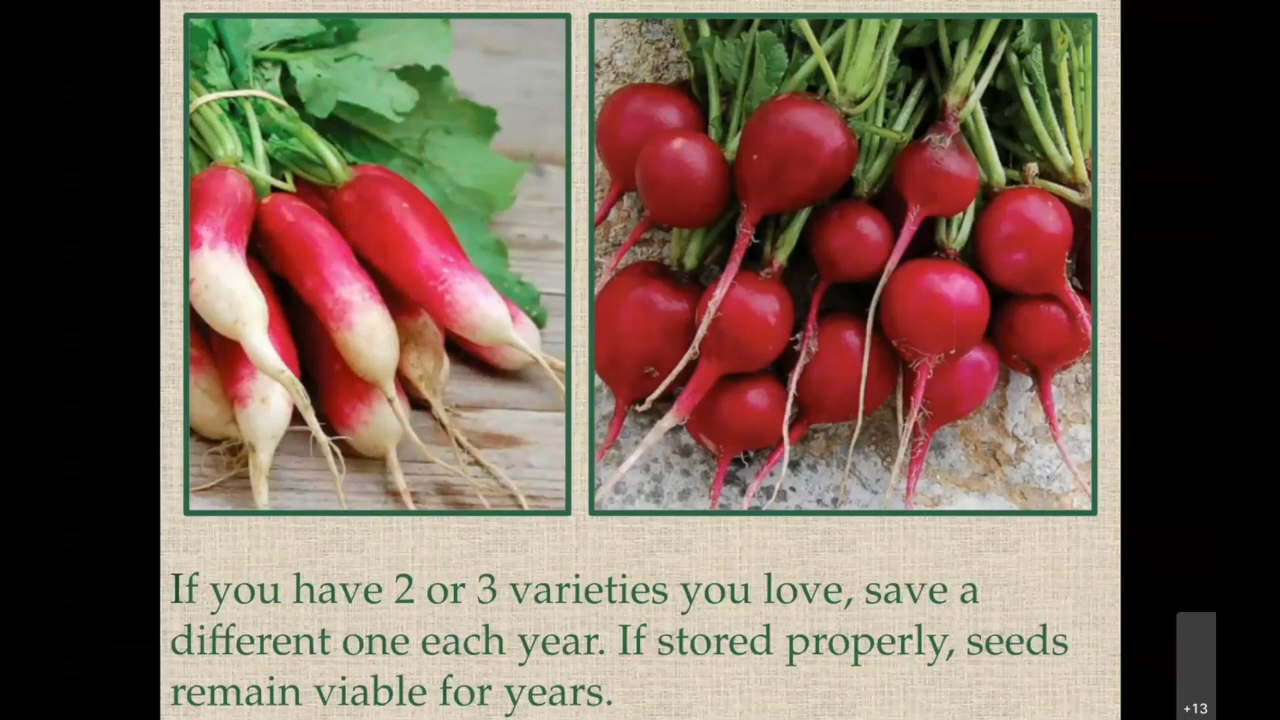 If you have 2 or 3 varieties you love, save a
different one each year. If stored properly, seeds
remain viable for years.
+13